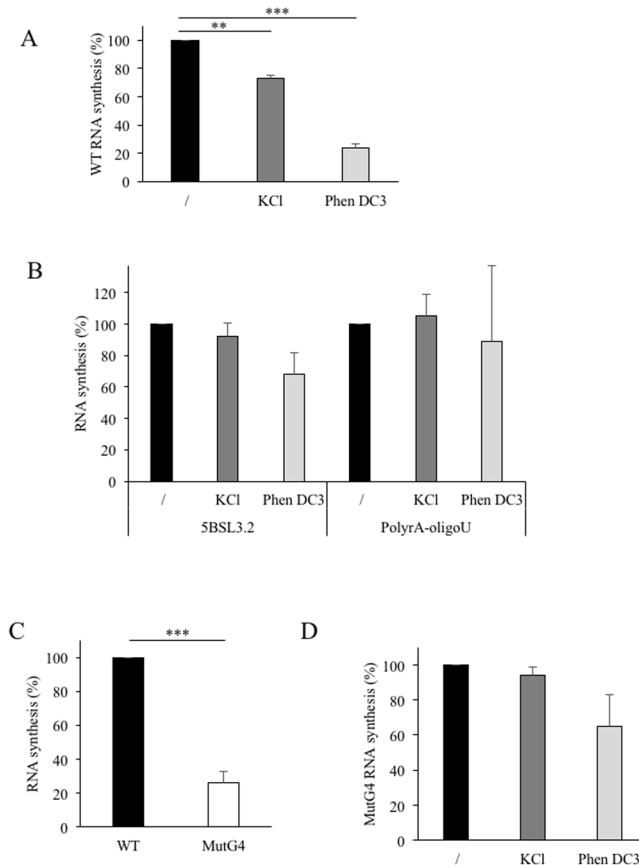 A
WT RNA synthesis (%)
100
80
60
40
20
0
***
**
/ KCl Phen DC3
B
RNA synthesis (%)
120
100
80
60
40
20
0
/ KCl Phen DC3 / KCl Phen DC3
5BSL3.2 PolyrA-oligoU
C
RNA synthesis (%)
100
80
60
40
20
0
***
WT MutG4
D
MutG4 RNA synthesis (%)
100
80
60
40
20
0
/ KCl Phen DC3